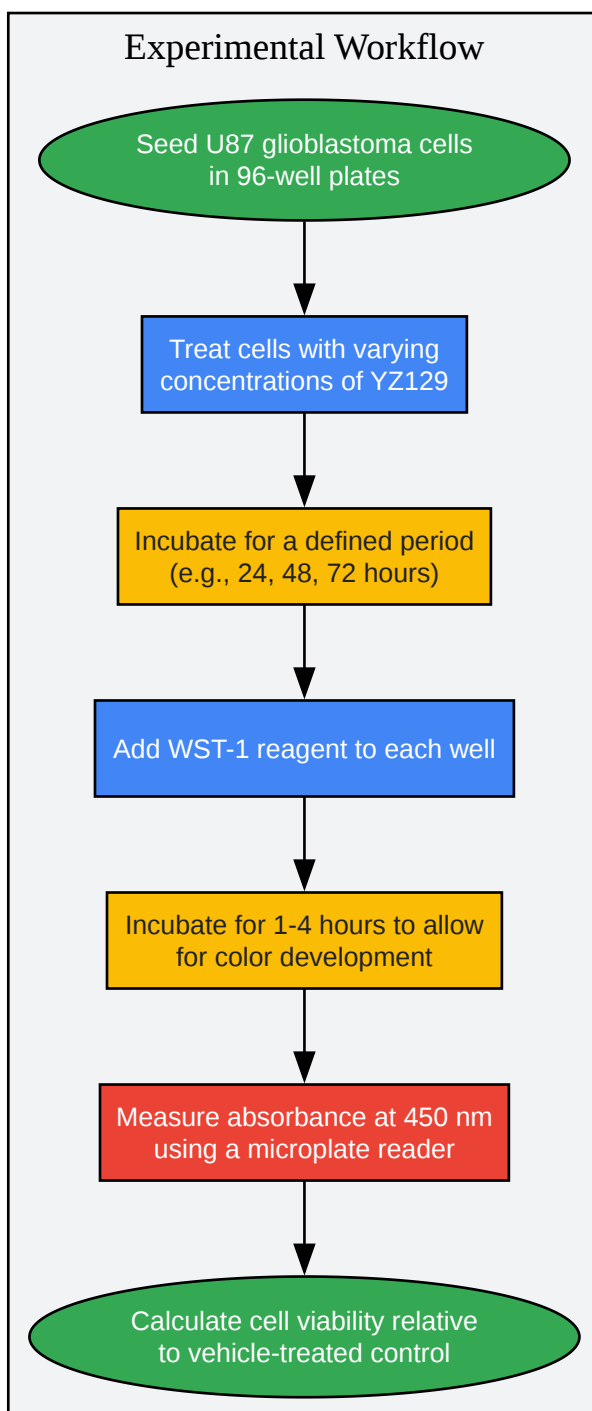 Experimental Workflow
Seed U87 glioblastoma cells
in 96-well plates
Treat cells with varying
concentrations of YZ129
Incubate for a defined period
(e.g., 24, 48, 72 hours)
Add WST-1 reagent to each well
Incubate for 1-4 hours to allow
for color development
Measure absorbance at 450 nm
using a microplate reader
Calculate cell viability relative
to vehicle-treated control